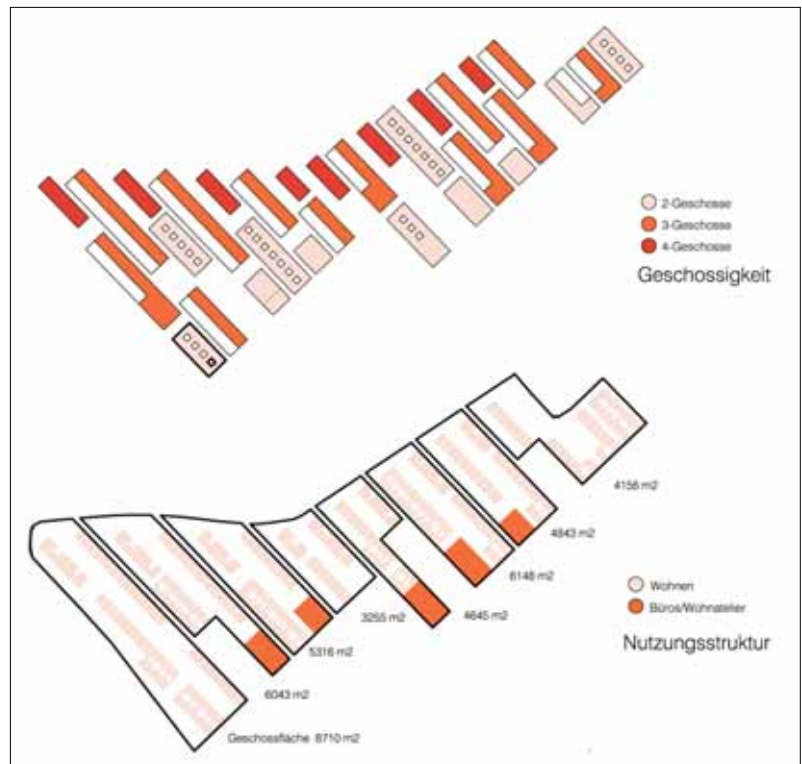 2-Geschosse
3-Geschosse
4-Geschosse
Geschossigkeit
4156 m2
4843 m2
6148 m2
4645 m2
3255 m2
5316 m2
6043 m2
Geschossfläche 8710 m2
Wohnen
Büros/Wohnatelier
Nutzungsstruktur